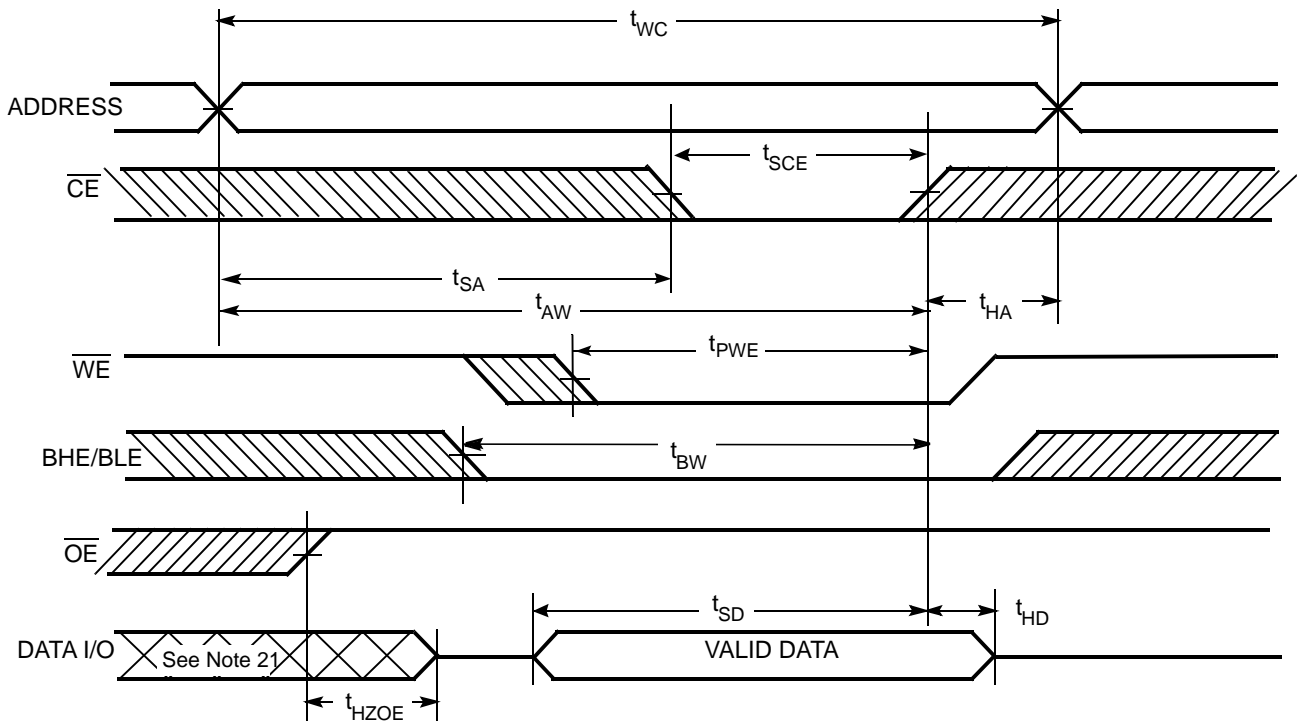 tWC
ADDRESS
tSCE
CE
tSA
tAW
tHA
tPWE
WE
tBW
BHE/BLE
OE
tSD
tHD
DATA I/O
See Note 21
VALID DATA
tHZOE